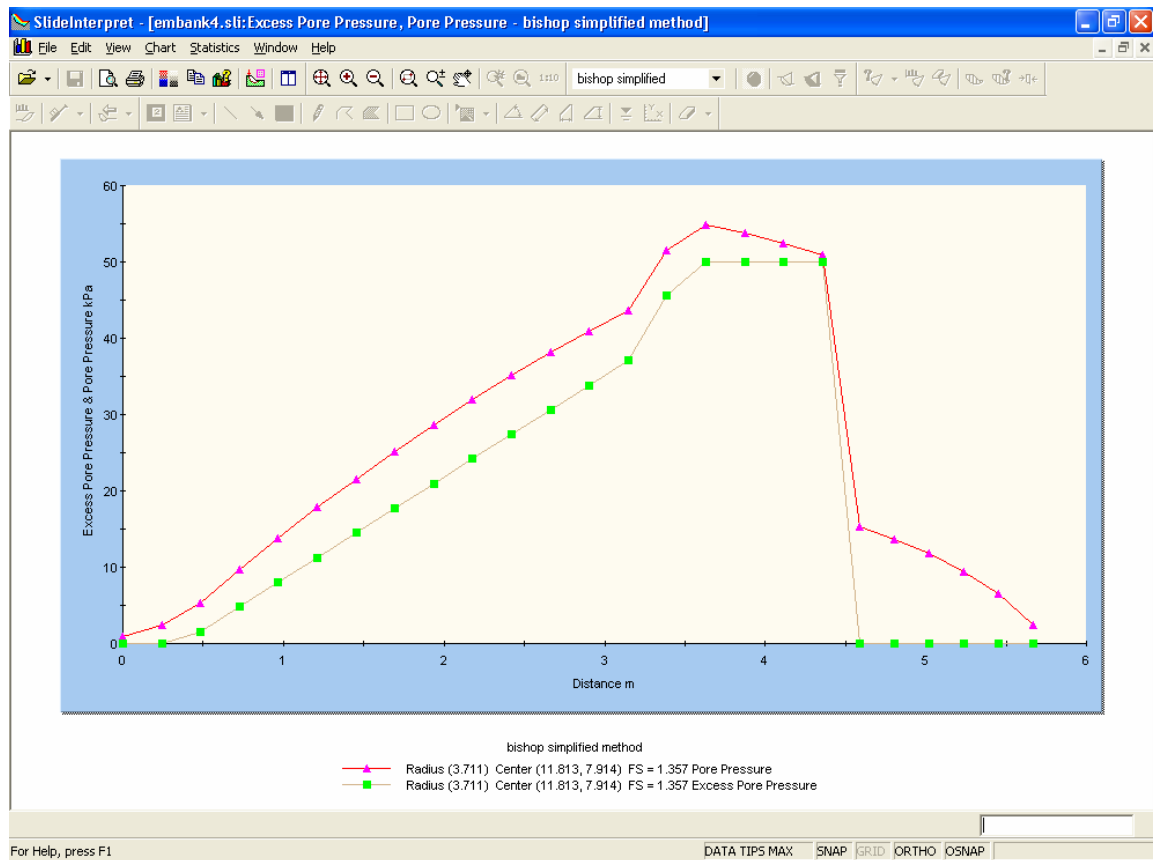 SlideInterpret - [embank4.sli:Excess Pore Pressure, Pore Pressure - bishop simplified method]
File Edit View Chart Statistics Window Help
1:10 bishop simplified
60
50
40
30
20
10
0
Excess Pore Pressure & Pore Pressure kPa
0 1 2 3 4 5 6
Distance m
bishop simplified method
Radius (3.711) Center (11.813, 7.914) FS = 1.357 Pore Pressure
Radius (3.711) Center (11.813, 7.914) FS = 1.357 Excess Pore Pressure
For Help, press F1 DATA TIPS MAX SNAP GRID ORTHO OSNAP